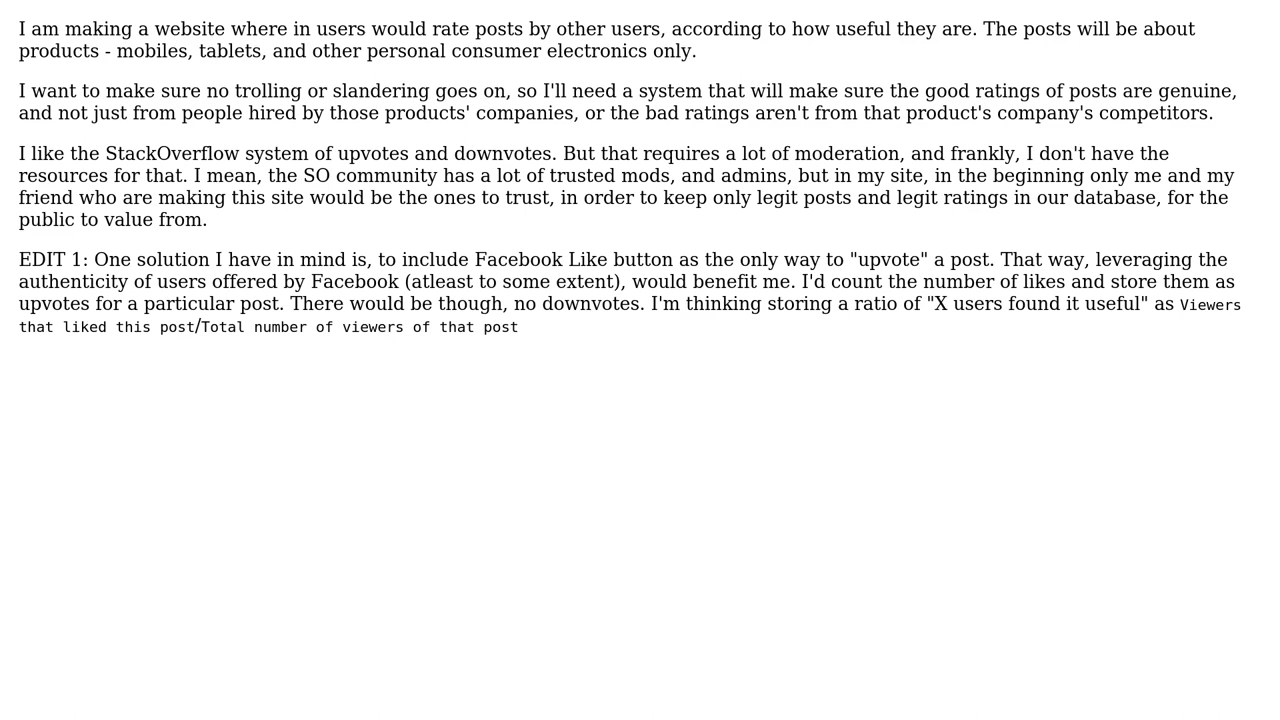 I am making a website where in users would rate posts by other users, according to how useful they are. The posts will be about
products - mobiles, tablets, and other personal consumer electronics only.
I want to make sure no trolling or slandering goes on, so I'll need a system that will make sure the good ratings of posts are genuine,
and not just from people hired by those products' companies, or the bad ratings aren't from that product's company's competitors.
I like the StackOverflow system of upvotes and downvotes. But that requires a lot of moderation, and frankly, I don't have the
resources for that. I mean, the SO community has a lot of trusted mods, and admins, but in my site, in the beginning only me and my
friend who are making this site would be the ones to trust, in order to keep only legit posts and legit ratings in our database, for the
public to value from.
EDIT 1: One solution I have in mind is, to include Facebook Like button as the only way to "upvote" a post. That way, leveraging the
authenticity of users offered by Facebook (atleast to some extent), would benefit me. I'd count the number of likes and store them as
upvotes for a particular post. There would be though, no downvotes. I'm thinking storing a ratio of "X users found it useful" as Viewers
that liked this post/Total number of viewers of that post